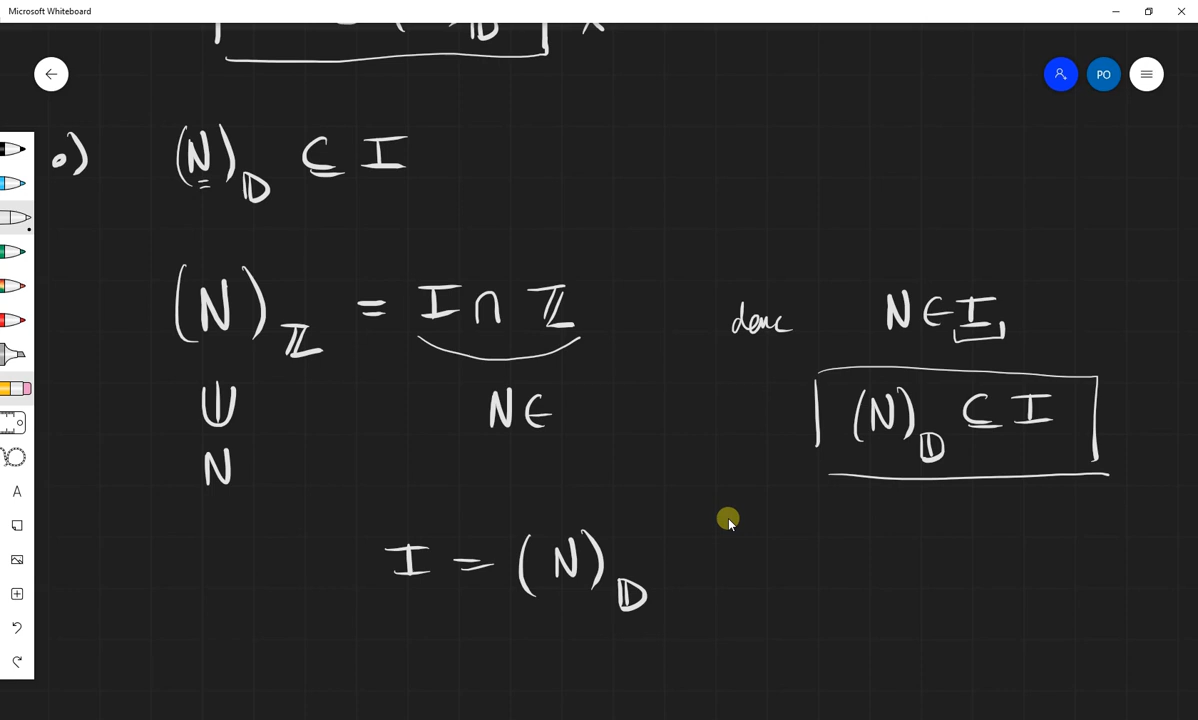 Microsoft Whiteboard
PO
•) (N)_𝔻 ⊆ I
(N)_ℤ = I ∩ ℤ donc N ∈ I
N ∈ (N)_𝔻 ⊆ I
N
I = (N)_𝔻
A